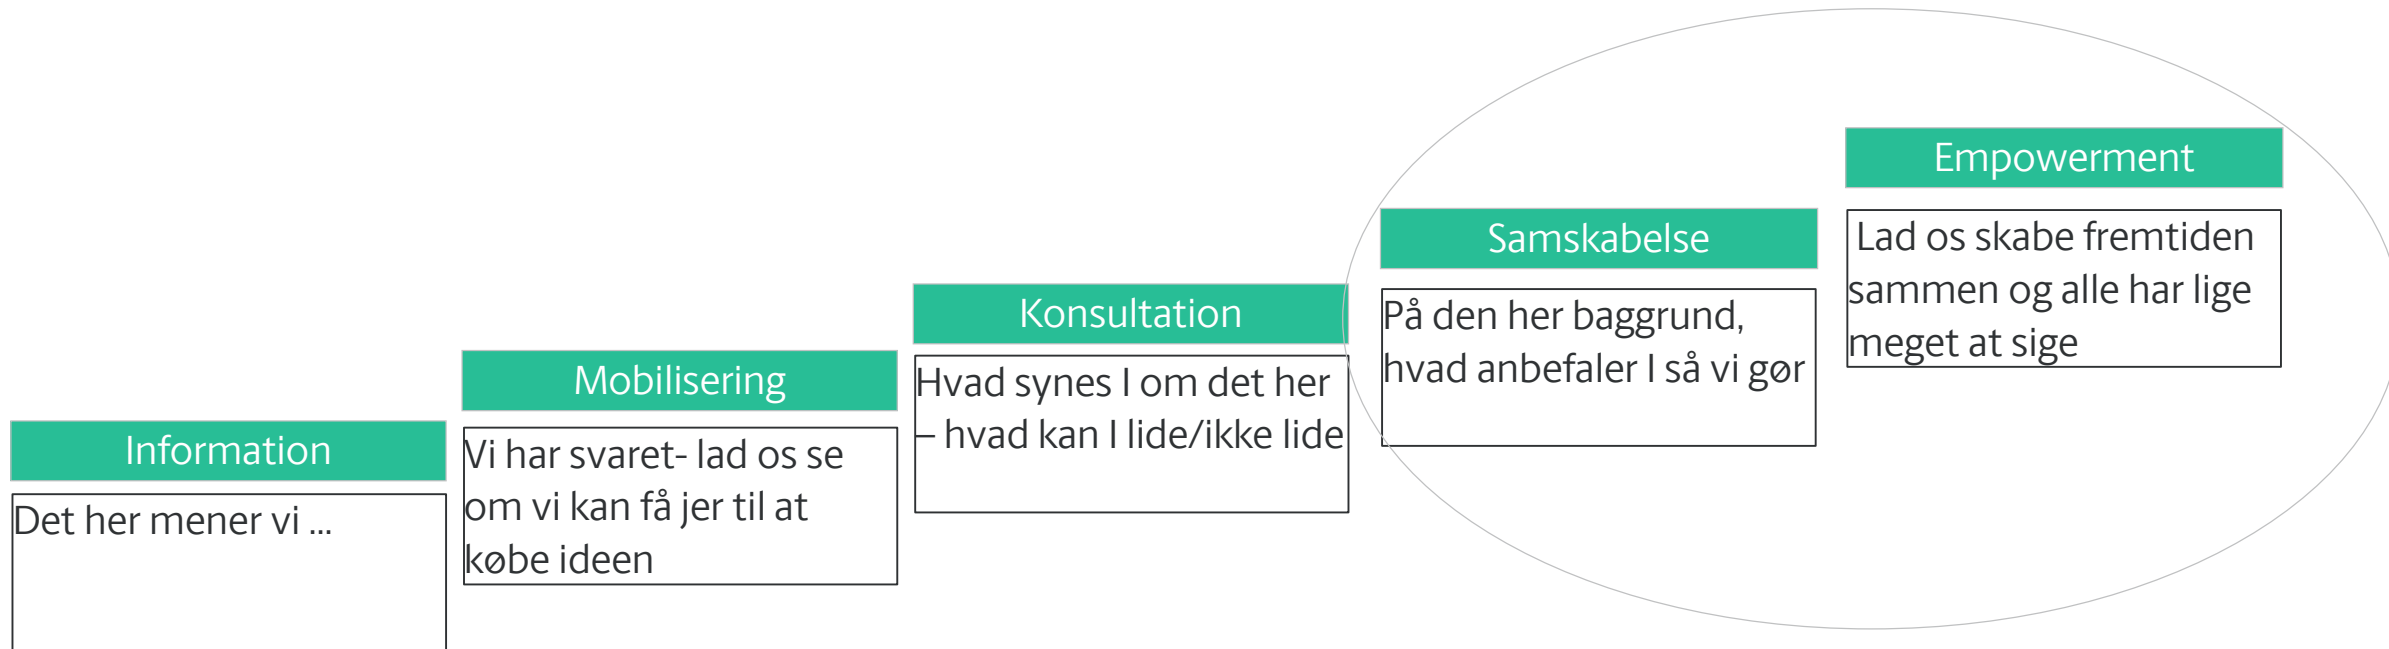 Information
Det her mener vi ...
Mobilisering
Vi har svaret- lad os se
om vi kan få jer til at
købe ideen
Konsultation
Hvad synes I om det her
– hvad kan I lide/ikke lide
Samskabelse
På den her baggrund,
hvad anbefaler I så vi gør
Empowerment
Lad os skabe fremtiden
sammen og alle har lige
meget at sige